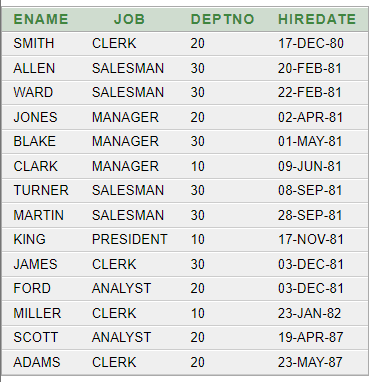 ENAME JOB DEPTNO HIREDATE
SMITH CLERK 20 17-DEC-80
ALLEN SALESMAN 30 20-FEB-81
WARD SALESMAN 30 22-FEB-81
JONES MANAGER 20 02-APR-81
BLAKE MANAGER 30 01-MAY-81
CLARK MANAGER 10 09-JUN-81
TURNER SALESMAN 30 08-SEP-81
MARTIN SALESMAN 30 28-SEP-81
KING PRESIDENT 10 17-NOV-81
JAMES CLERK 30 03-DEC-81
FORD ANALYST 20 03-DEC-81
MILLER CLERK 10 23-JAN-82
SCOTT ANALYST 20 19-APR-87
ADAMS CLERK 20 23-MAY-87